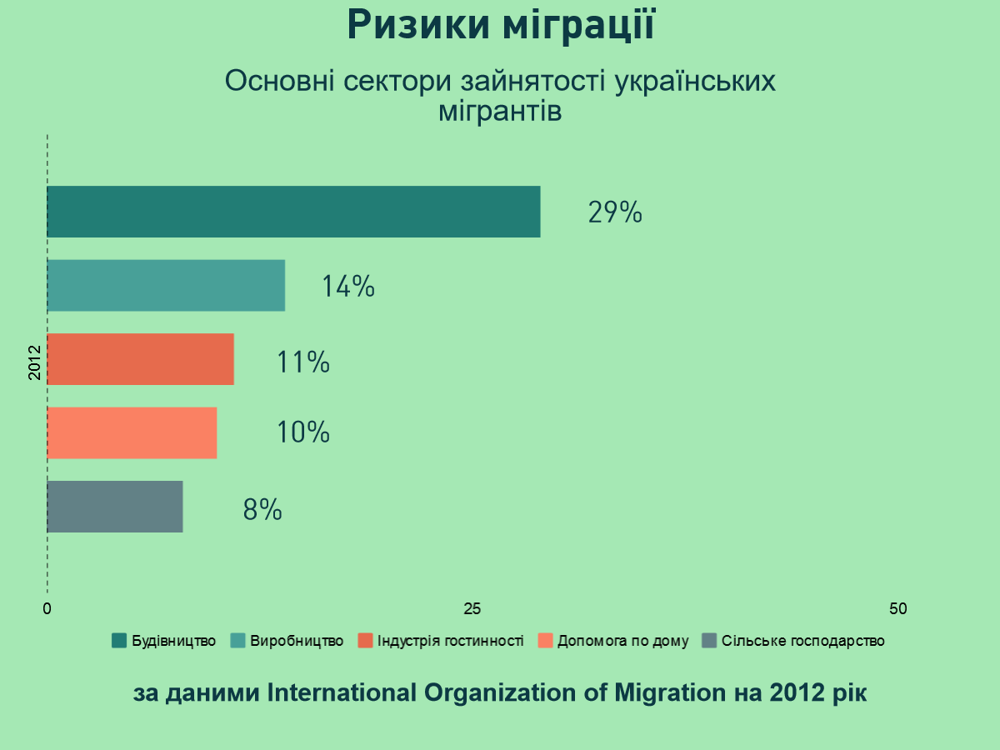 Ризики міграції
Основні сектори зайнятості українських
мігрантів
29%
14%
11%
10%
8%
2012
0 25 50
Будівництво Виробництво Індустрія гостинності Допомога по дому Сільське господарство
за даними International Organization of Migration на 2012 рік